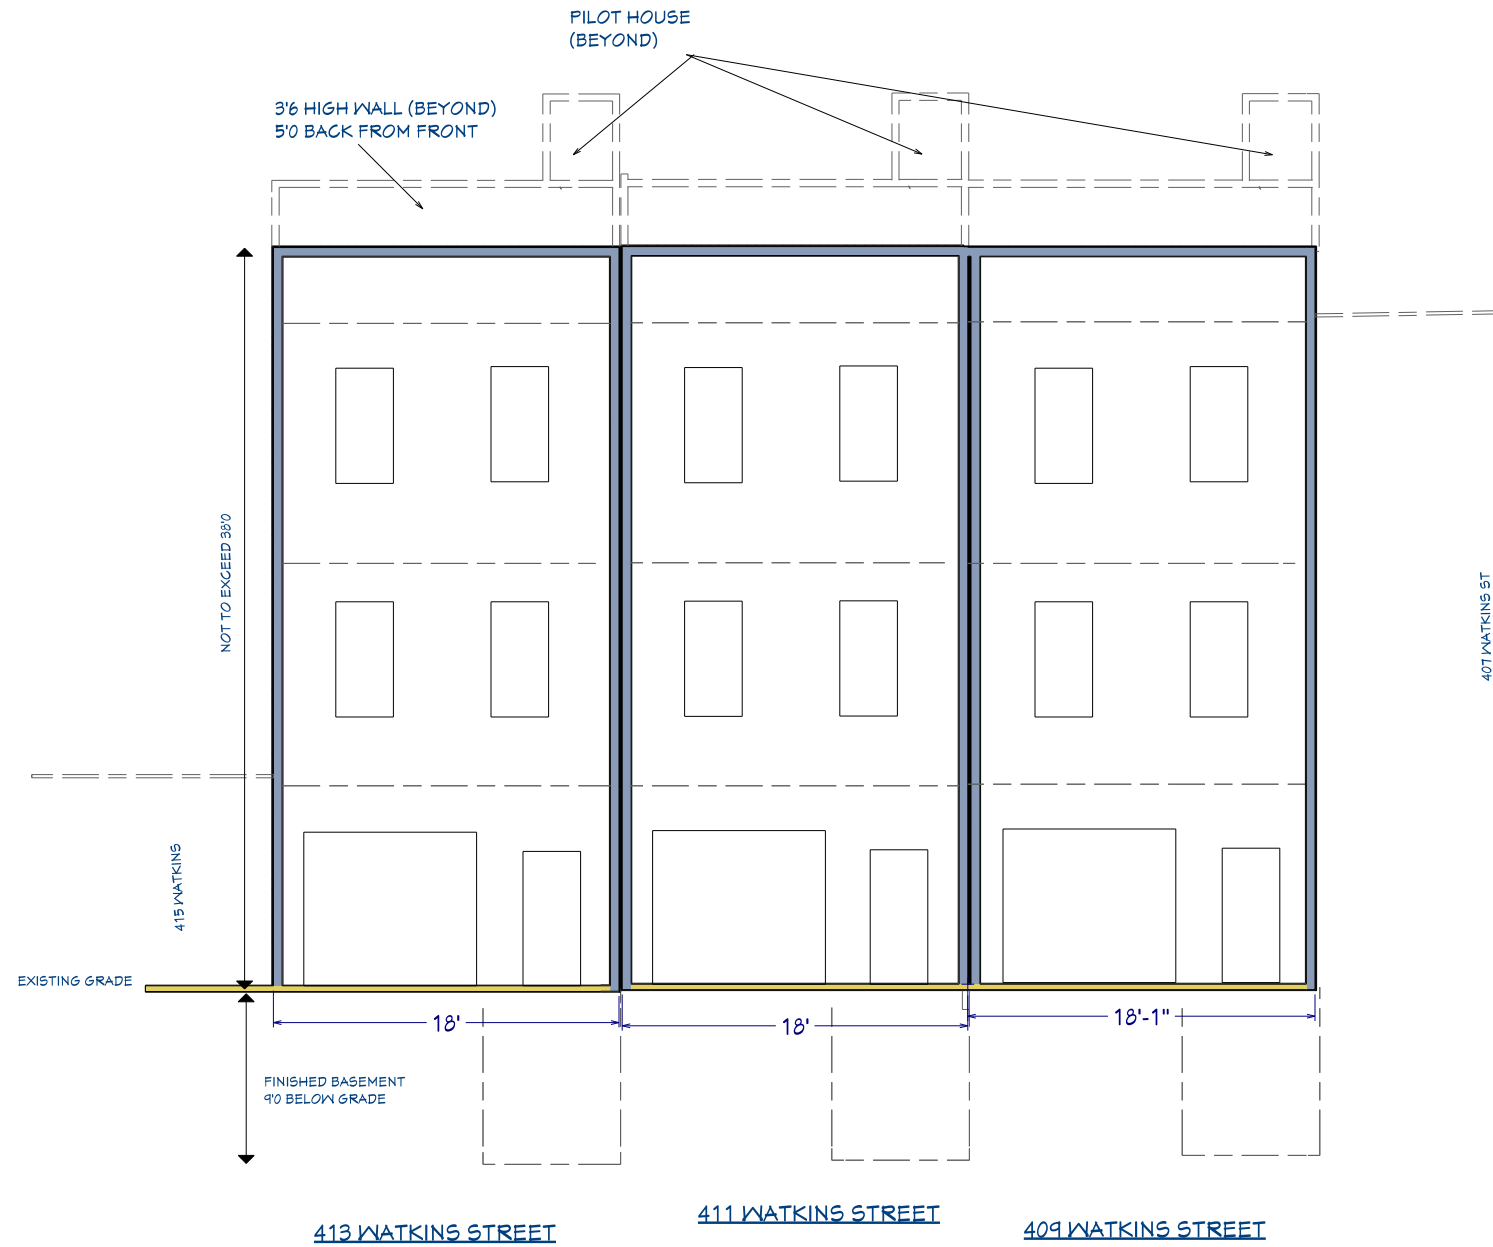 PILOT HOUSE
(BEYOND)
3'6 HIGH WALL (BEYOND)
5'0 BACK FROM FRONT
NOT TO EXCEED 38'0
407 WATKINS ST
415 WATKINS
EXISTING GRADE
18'
18'
18'-1"
FINISHED BASEMENT
9'0 BELOW GRADE
413 WATKINS STREET
411 WATKINS STREET
409 WATKINS STREET